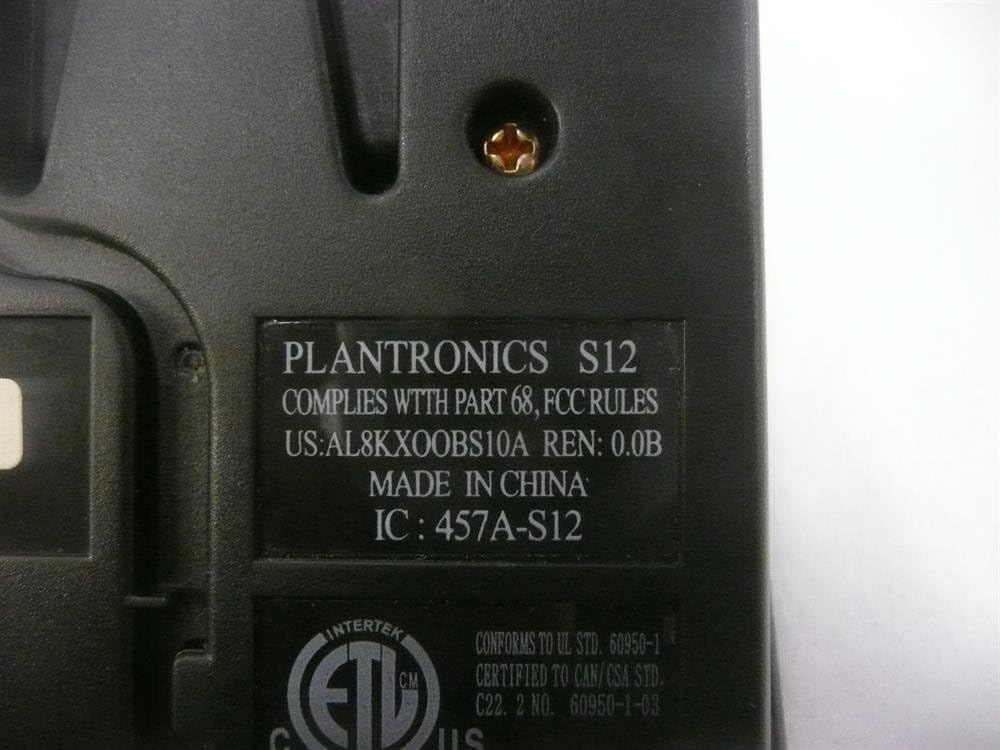 PLANTRONICS S12
COMPLIES WTTH PART 68, FCC RULES
US:AL8KXOOBS10A REN: 0.0B
MADE IN CHINA
IC : 457A-S12
INTERTEK
ETL CM
C US
CONFORMS TO UL STD. 60950-1
CERTIFIED TO CAN/CSA STD.
C22. 2 NO. 60950-1-03